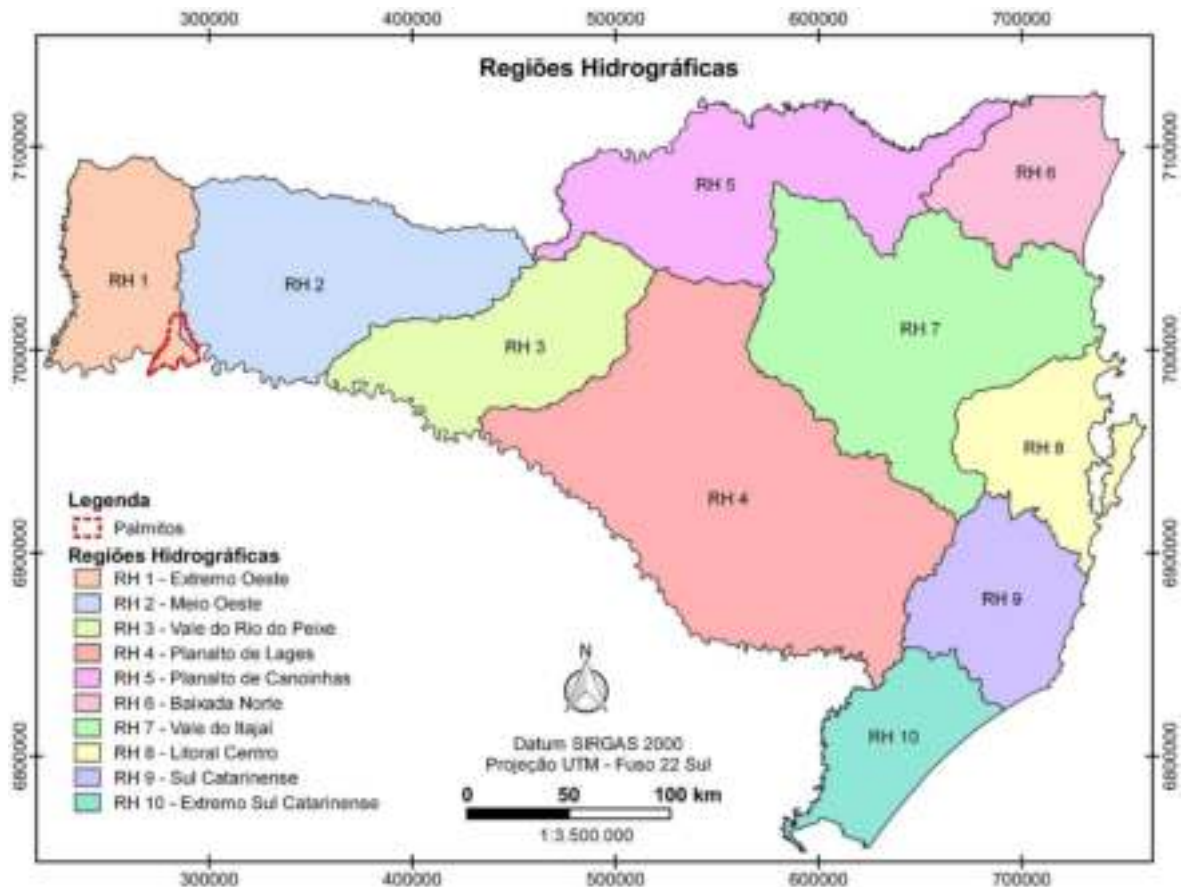 300000 400000 500000 600000 700000
Regiões Hidrográficas
7100000 7100000
7000000 7000000
6900000 6900000
6800000 6800000
RH 5
RH 6
RH 1
RH 2
RH 7
RH 3
RH 8
RH 4
RH 9
RH 10
Legenda
Palmitos
Regiões Hidrográficas
RH 1 - Extremo Oeste
RH 2 - Meio Oeste
RH 3 - Vale do Rio do Peixe
RH 4 - Planalto de Lages
RH 5 - Planalto de Canoinhas
RH 6 - Baixada Norte
RH 7 - Vale do Itajaí
RH 8 - Litoral Centro
RH 9 - Sul Catarinense
RH 10 - Extremo Sul Catarinense
N
Datum SIRGAS 2000
Projeção UTM - Fuso 22 Sul
0 50 100 km
1:3.500.000
300000 400000 500000 600000 700000